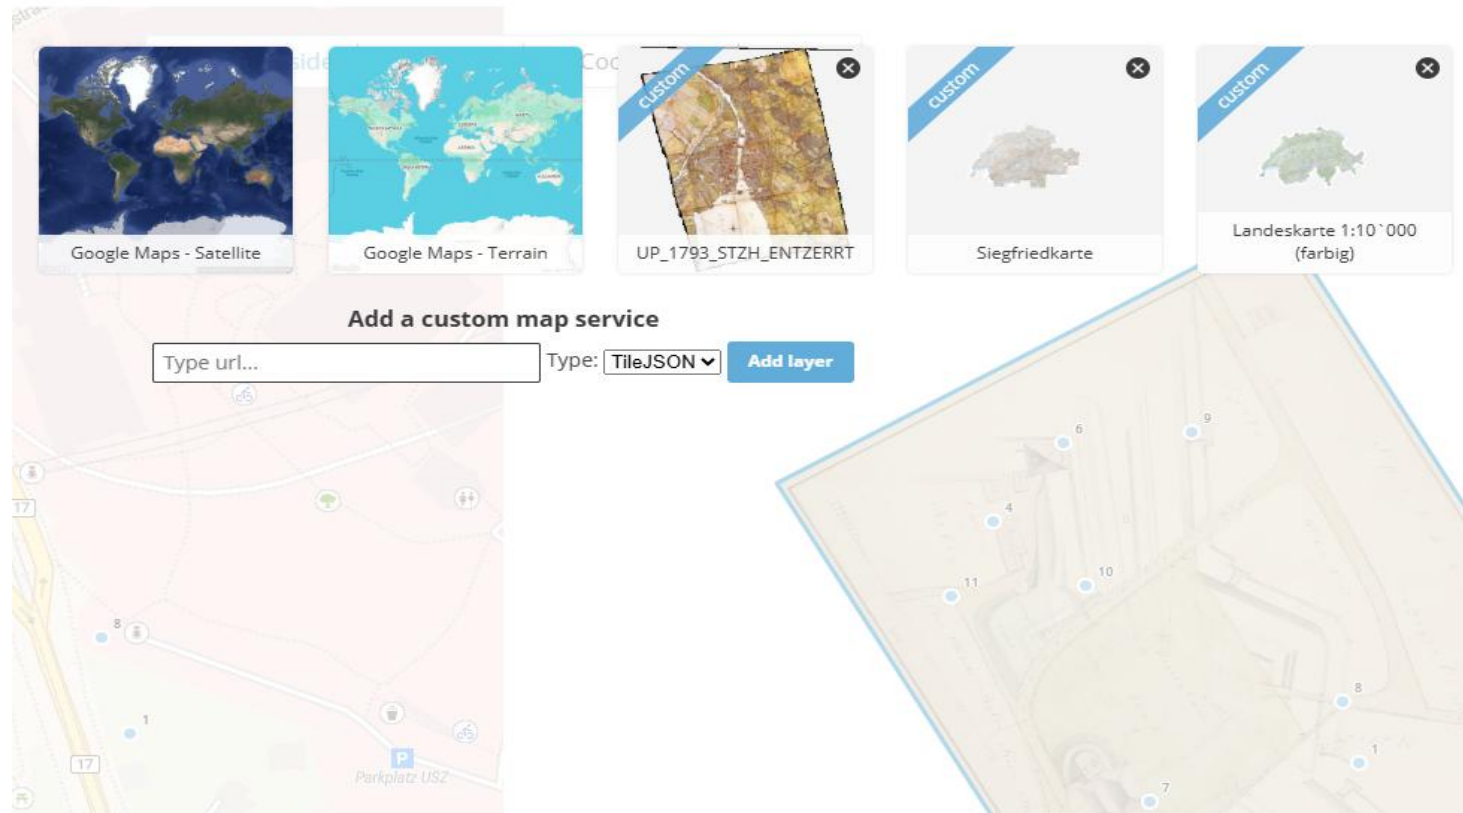 custom
custom
custom
Google Maps - Satellite
Google Maps - Terrain
UP_1793_STZH_ENTZERRT
Siegfriedkarte
Landeskarte 1:10`000
(farbig)
Add a custom map service
Type url...
Type:
TileJSON
Add layer
6
9
4
17
11
10
8
8
1
1
17
P
Parkplatz USZ
7